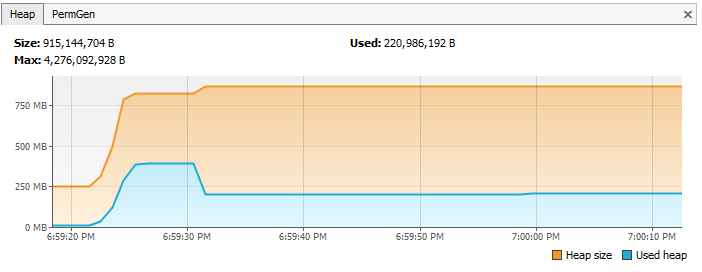 Heap PermGen
Size: 915,144,704 B Used: 220,986,192 B
Max: 4,276,092,928 B
750 MB
500 MB
250 MB
0 MB
6:59:20 PM 6:59:30 PM 6:59:40 PM 6:59:50 PM 7:00:00 PM 7:00:10 PM
Heap size Used heap